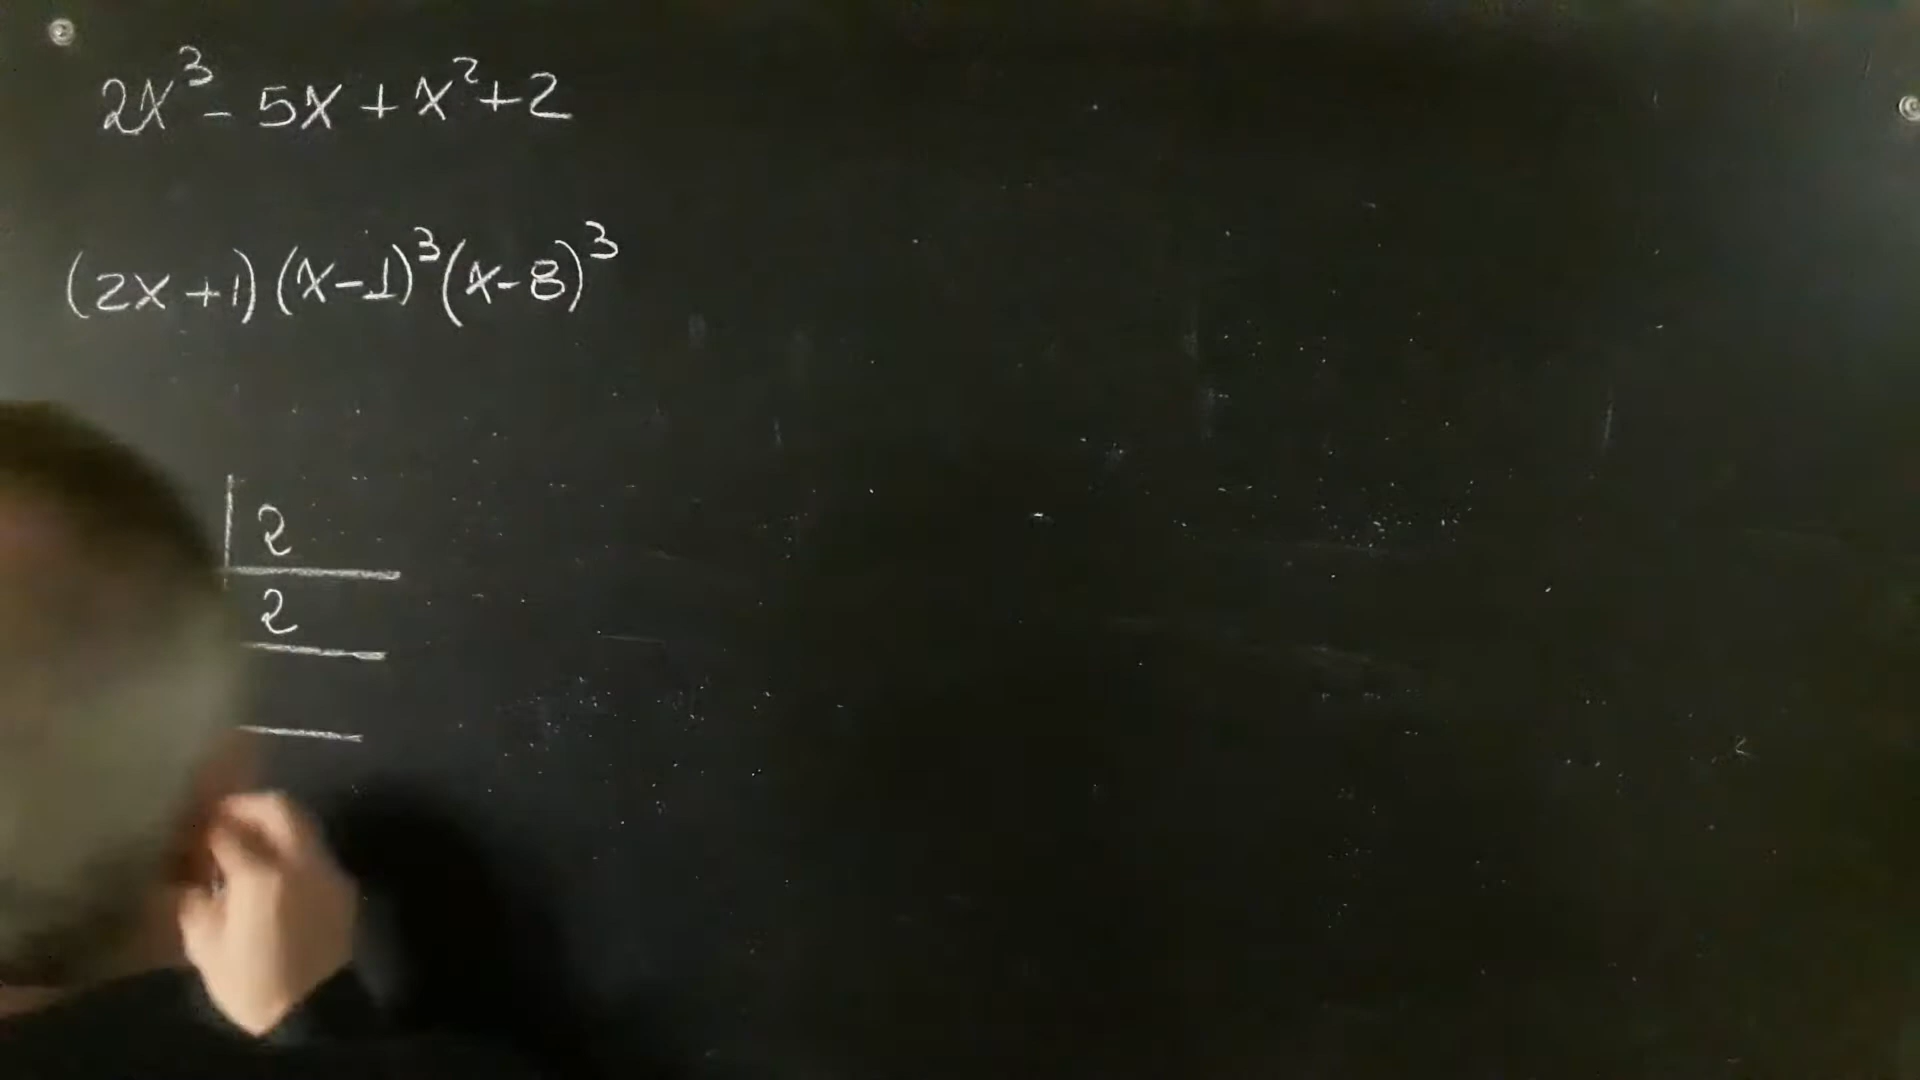 2x³ - 5x + x² + 2
(2x + 1) (x - 1)³ (x - 8)³
2
2